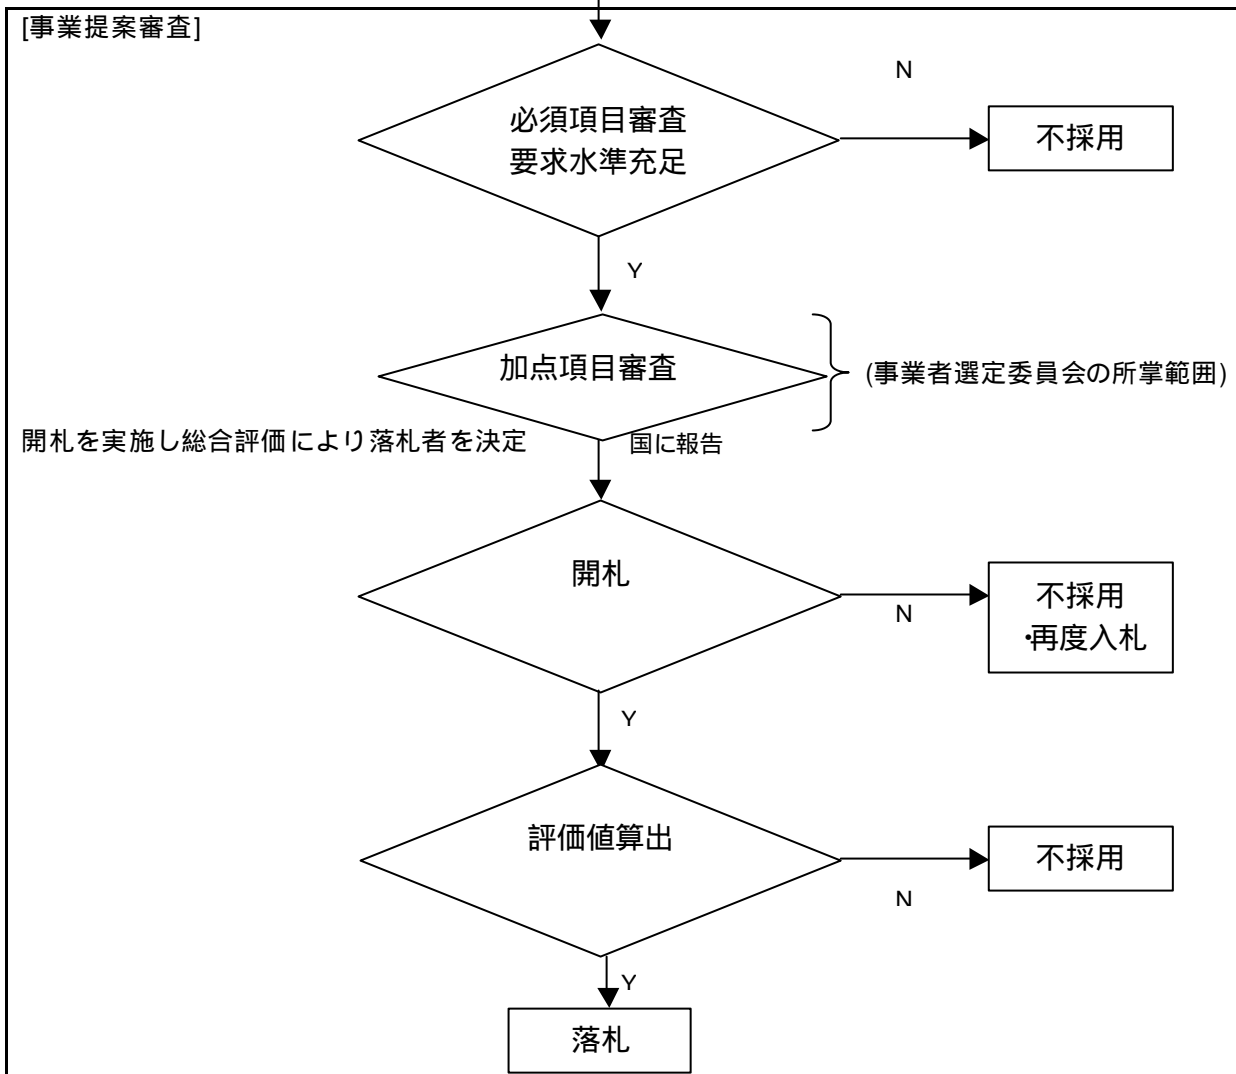 [事業提案審査]
N
必須項目審査
要求水準充足
不採用
Y
加点項目審査
(事業者選定委員会の所掌範囲)
開札を実施し総合評価により落札者を決定
国に報告
開札
N
不採用
・再度入札
Y
評価値算出
不採用
N
Y
落札